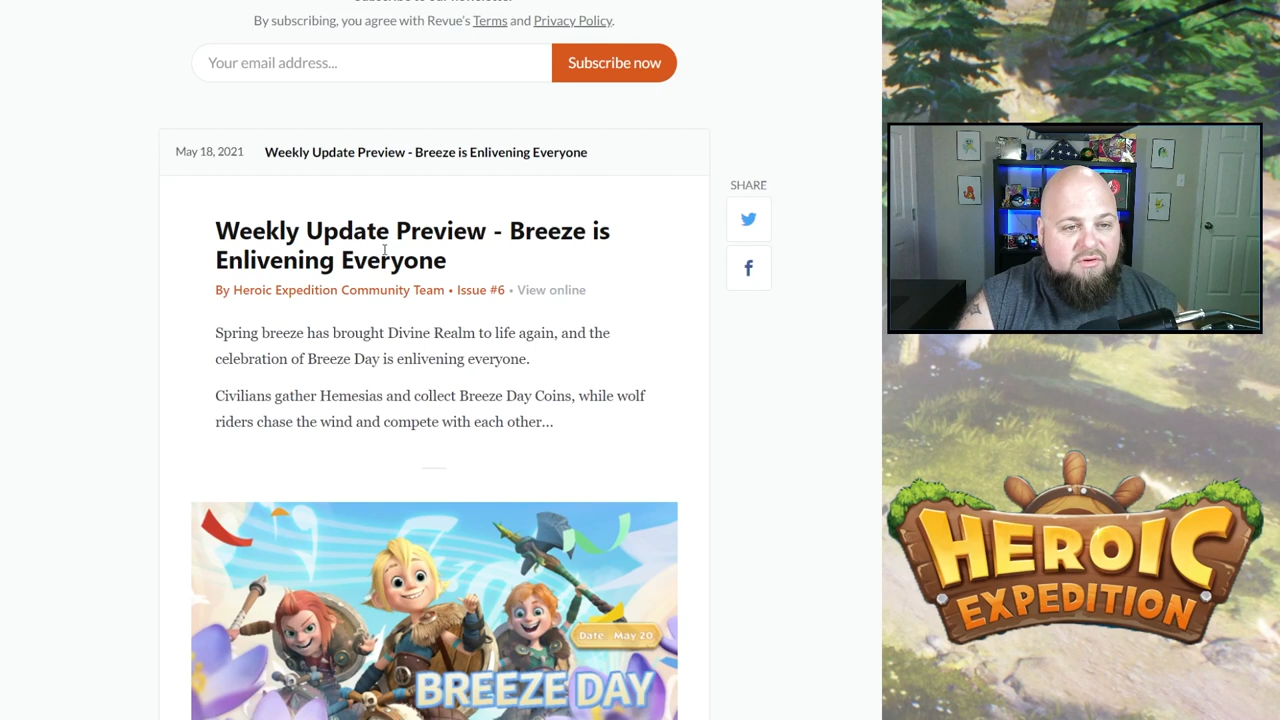 By subscribing, you agree with Revue's Terms and Privacy Policy.
Your email address...
Subscribe now
May 18, 2021
Weekly Update Preview - Breeze is Enlivening Everyone
SHARE
Weekly Update Preview - Breeze is
Enlivening Everyone
By Heroic Expedition Community Team • Issue #6 • View online
Spring breeze has brought Divine Realm to life again, and the
celebration of Breeze Day is enlivening everyone.
Civilians gather Hemesias and collect Breeze Day Coins, while wolf
riders chase the wind and compete with each other...
Date May 20
BREEZE DAY
HEROIC
EXPEDITION